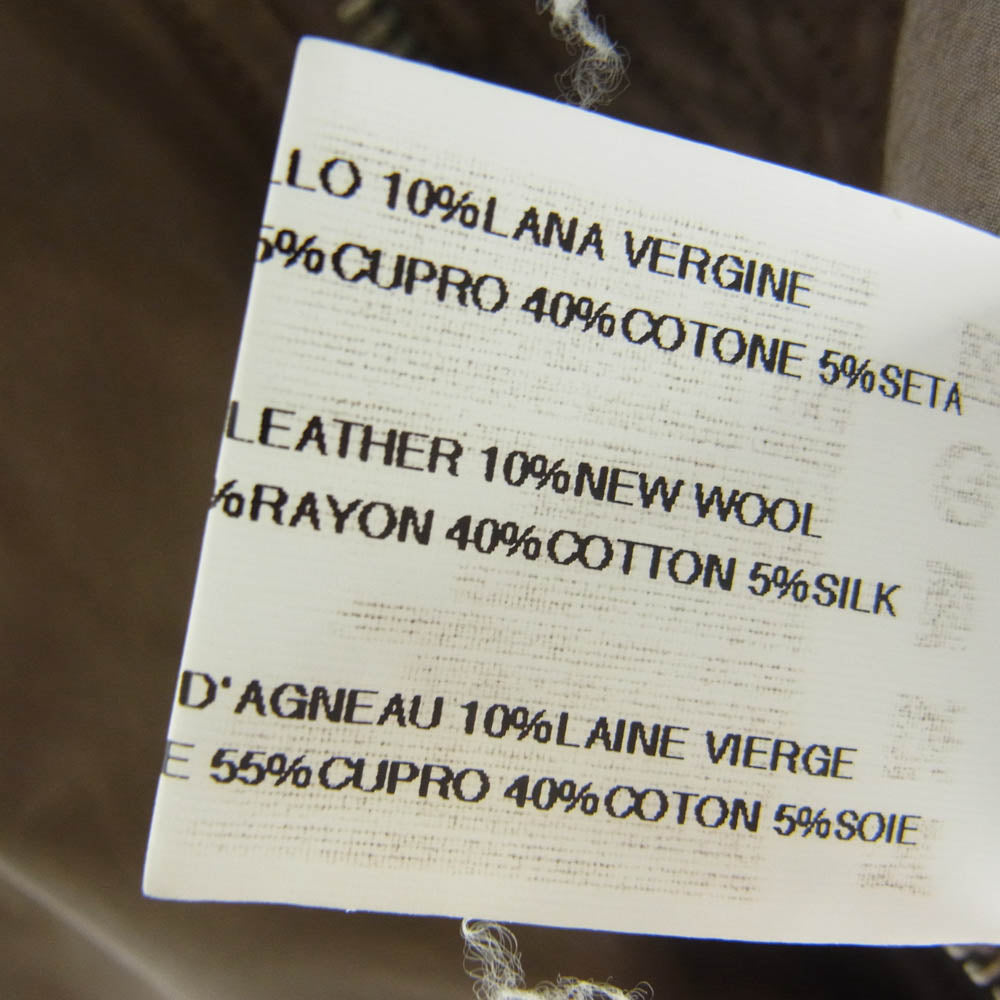 LLO 10%LANA VERGINE
5%CUPRO 40%COTONE 5%SETA
LEATHER 10%NEW WOOL
%RAYON 40%COTTON 5%SILK
D'AGNEAU 10%LAINE VIERGE
E 55%CUPRO 40%COTON 5%SOIE